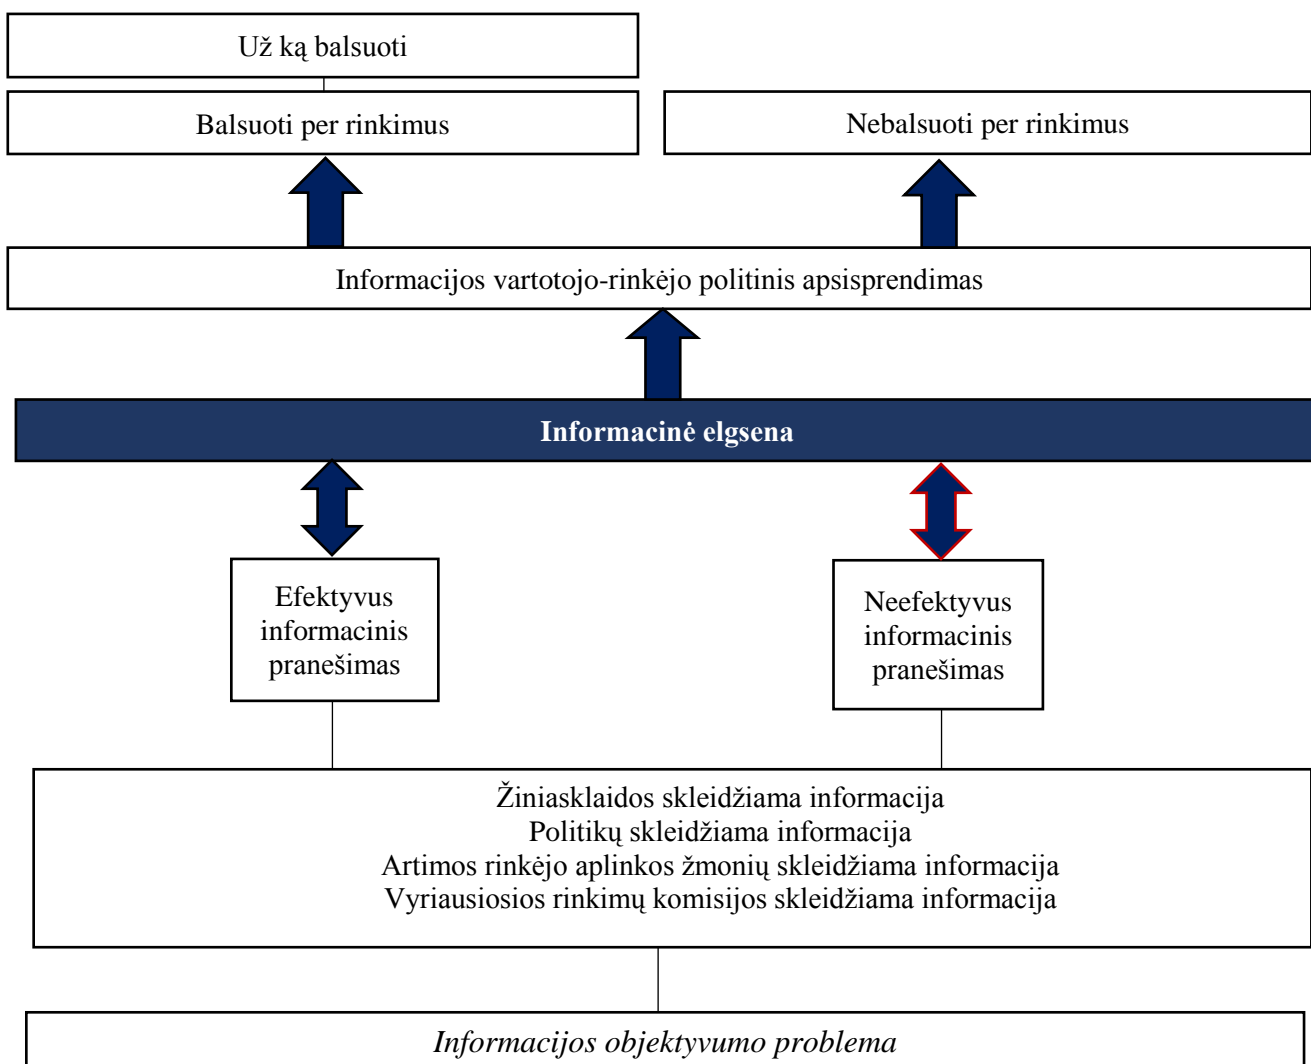 Už ką balsuoti
Balsuoti per rinkimus
Nebalsuoti per rinkimus
Informacijos vartotojo-rinkėjo politinis apsisprendimas
Informacinė elgsena
Efektyvus
informacinis
pranešimas
Neefektyvus
informacinis
pranešimas
Žiniasklaidos skleidžiama informacija
Politikų skleidžiama informacija
Artimos rinkėjo aplinkos žmonių skleidžiama informacija
Vyriausiosios rinkimų komisijos skleidžiama informacija
Informacijos objektyvumo problema